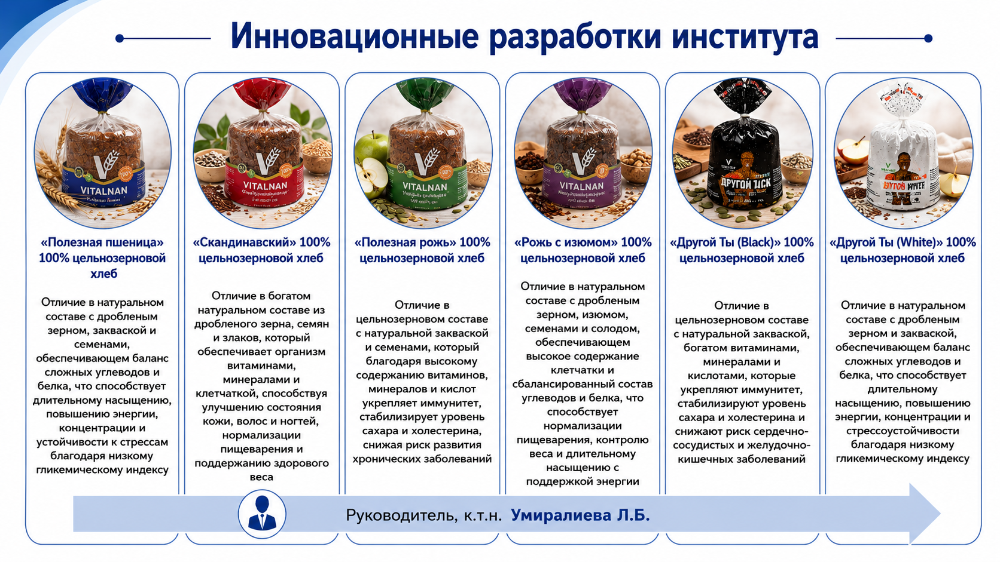 Инновационные разработки института
VITALNAN
VITALNAN
VITALNAN
VITALNAN
ДРУГОЙ
«Полезная пшеница»
100% цельнозерновой
хлеб
Отличие в натуральном
составе с дробленым
зерном, закваской и
семенами,
обеспечивающем баланс
сложных углеводов и
белка, что способствует
длительному насыщению,
повышению энергии,
концентрации и
устойчивости к стрессам
благодаря низкому
гликемическому индексу
«Скандинавский» 100%
цельнозерновой хлеб
Отличие в богатом
натуральном составе из
дробленого зерна, семян
и злаков, который
обеспечивает организм
витаминами,
минералами и
клетчаткой, способствуя
улучшению состояния
кожи, волос и ногтей,
нормализации
пищеварения и
поддержанию здорового
веса
«Полезная рожь» 100%
цельнозерновой хлеб
Отличие в
цельнозерновом составе
с натуральной закваской
и семенами, который
благодаря высокому
содержанию витаминов,
минералов и кислот
укрепляет иммунитет,
стабилизирует уровень
сахара и холестерина,
снижая риск развития
хронических заболеваний
«Рожь с изюмом» 100%
цельнозерновой хлеб
Отличие в натуральном
составе с дробленым
зерном, изюмом,
семенами и солодом,
обеспечивающем
высокое содержание
клетчатки и
сбалансированный состав
углеводов и белка, что
способствует
нормализации
пищеварения, контролю
веса и длительному
насыщению с
поддержкой энергии
«Другой Ты (Black)» 100%
цельнозерновой хлеб
Отличие в
цельнозерновом составе
с натуральной закваской,
богатом витаминами,
минералами и
кислотами, которые
укрепляют иммунитет,
стабилизируют уровень
сахара и холестерина и
снижают риск сердечно-
сосудистых и желудочно-
кишечных заболеваний
«Другой Ты (White)» 100%
цельнозерновой хлеб
Отличие в натуральном
составе с дробленым
зерном и закваской,
обеспечивающем баланс
сложных углеводов и
белка, что способствует
длительному
насыщению, повышению
энергии, концентрации и
стрессоустойчивости
благодаря низкому
гликемическому индексу
Руководитель, к.т.н. Умиралиева Л.Б.